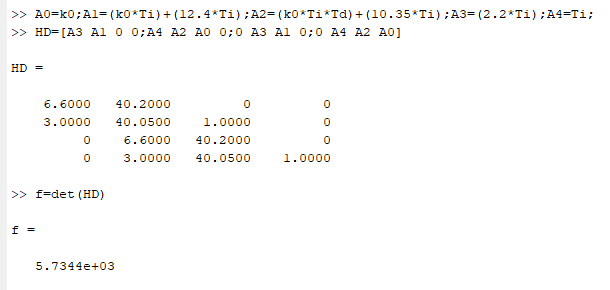 >> A0=k0;A1=(k0*Ti)+(12.4*Ti);A2=(k0*Ti*Td)+(10.35*Ti);A3=(2.2*Ti);A4=Ti;
>> HD=[A3 A1 0 0;A4 A2 A0 0;0 A3 A1 0;0 A4 A2 A0]
HD =
6.6000 40.2000 0 0
3.0000 40.0500 1.0000 0
0 6.6000 40.2000 0
0 3.0000 40.0500 1.0000
>> f=det(HD)
f =
5.7344e+03